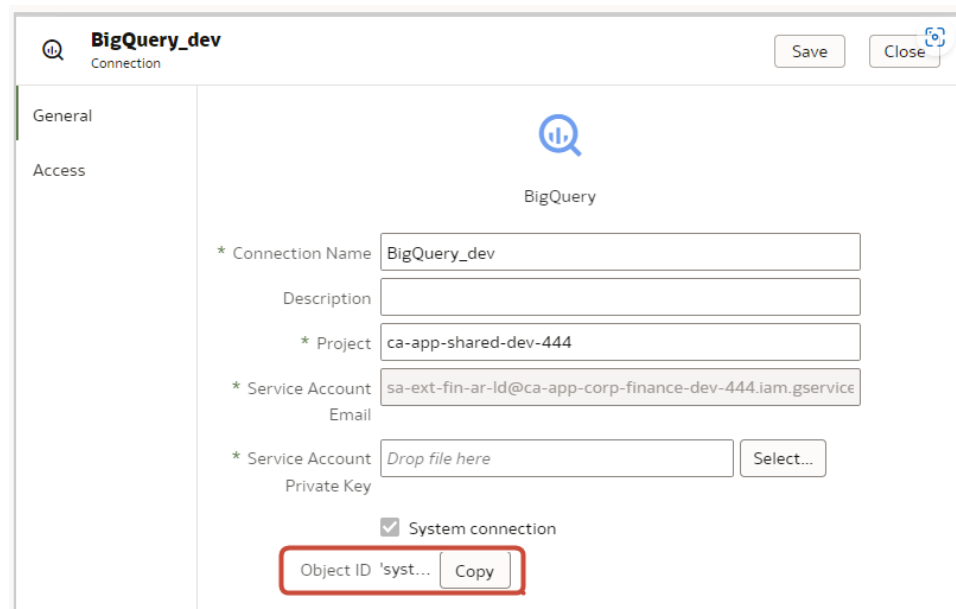 BigQuery_dev
Connection
Save
Close
General
Access
BigQuery
* Connection Name BigQuery_dev
Description
* Project ca-app-shared-dev-444
* Service Account sa-ext-fin-ar-ld@ca-app-corp-finance-dev-444.iam.gservice
Email
* Service Account Drop file here Select...
Private Key
System connection
Object ID 'syst... Copy